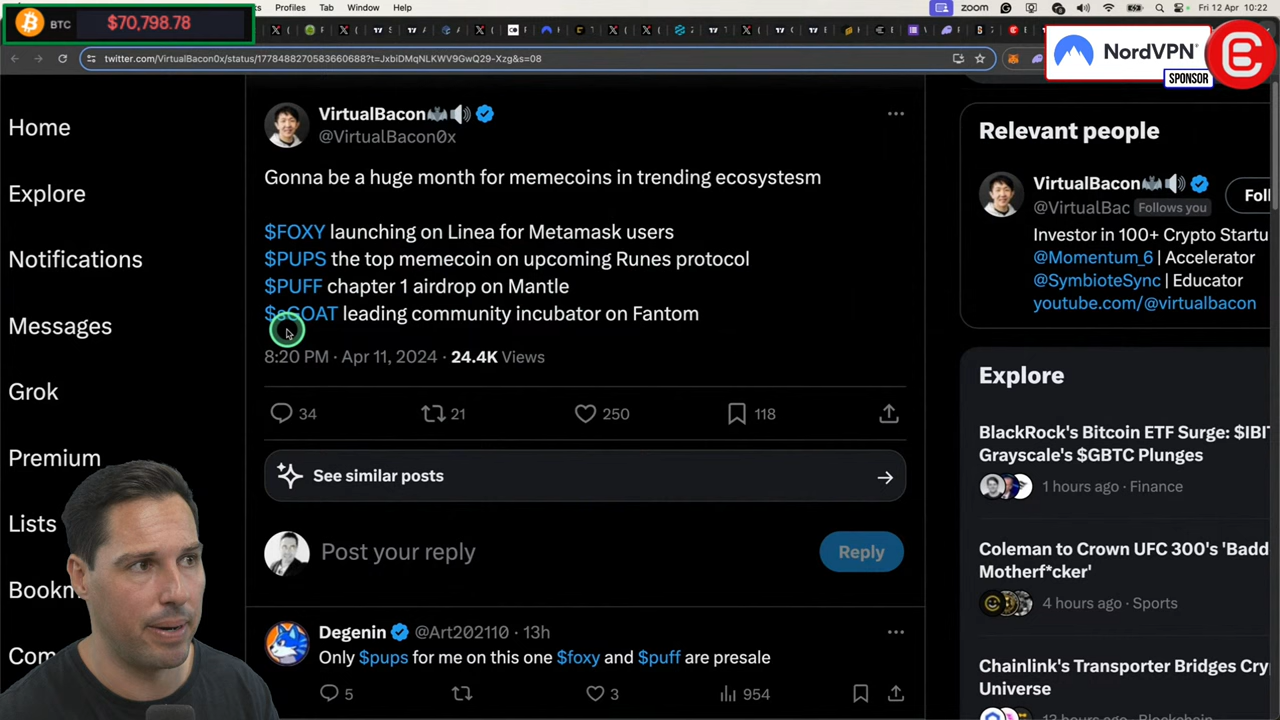 BTC $70,798.78
Profiles Tab Window Help
zoom
Fri 12 Apr 10:22
twitter.com/VirtualBacon0x/status/1778488270583660688?t=JxbiDMqNLKWV9GwQ29-Xzg&s=08
NordVPN®
SPONSOR
Home
Explore
Notifications
Messages
Grok
Premium
Lists
Bookm
Com
VirtualBacon
@VirtualBacon0x
Gonna be a huge month for memecoins in trending ecosystesm
$FOXY launching on Linea for Metamask users
$PUPS the top memecoin on upcoming Runes protocol
$PUFF chapter 1 airdrop on Mantle
$sGOAT leading community incubator on Fantom
8:20 PM · Apr 11, 2024 · 24.4K Views
34 21 250 118
See similar posts
Post your reply
Reply
Degenin @Art202110 · 13h
Only $pups for me on this one $foxy and $puff are presale
5 3 954
Relevant people
VirtualBacon
@VirtualBac Follows you
Foll
Investor in 100+ Crypto Startu
@Momentum_6 | Accelerator
@SymbioteSync | Educator
youtube.com/@virtualbacon
Explore
BlackRock's Bitcoin ETF Surge: $IBIT
Grayscale's $GBTC Plunges
1 hours ago · Finance
Coleman to Crown UFC 300's 'Badd
Motherf*cker'
4 hours ago · Sports
Chainlink's Transporter Bridges Cry
Universe